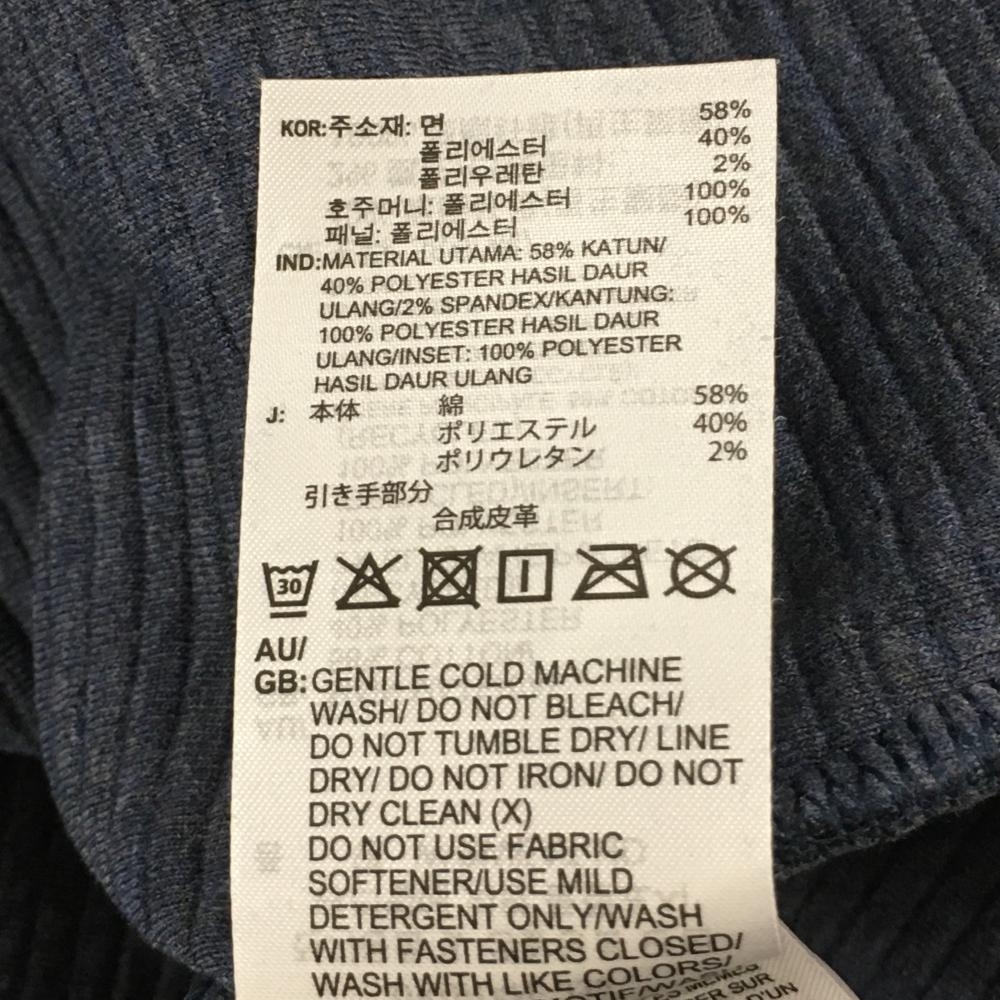 KOR:주소재: 면 58%
폴리에스터 40%
폴리우레탄 2%
호주머니: 폴리에스터 100%
패널: 폴리에스터 100%
IND:MATERIAL UTAMA: 58% KATUN/
40% POLYESTER HASIL DAUR
ULANG/2% SPANDEX/KANTUNG:
100% POLYESTER HASIL DAUR
ULANG/INSET: 100% POLYESTER
HASIL DAUR ULANG
J: 本体 綿 58%
ポリエステル 40%
ポリウレタン 2%
引き手部分
合成皮革
30
AU/
GB:GENTLE COLD MACHINE
WASH/ DO NOT BLEACH/
DO NOT TUMBLE DRY/ LINE
DRY/ DO NOT IRON/ DO NOT
DRY CLEAN (X)
DO NOT USE FABRIC
SOFTENER/USE MILD
DETERGENT ONLY/WASH
WITH FASTENERS CLOSED/
WASH WITH LIKE COLORS/
SUR
D'UN